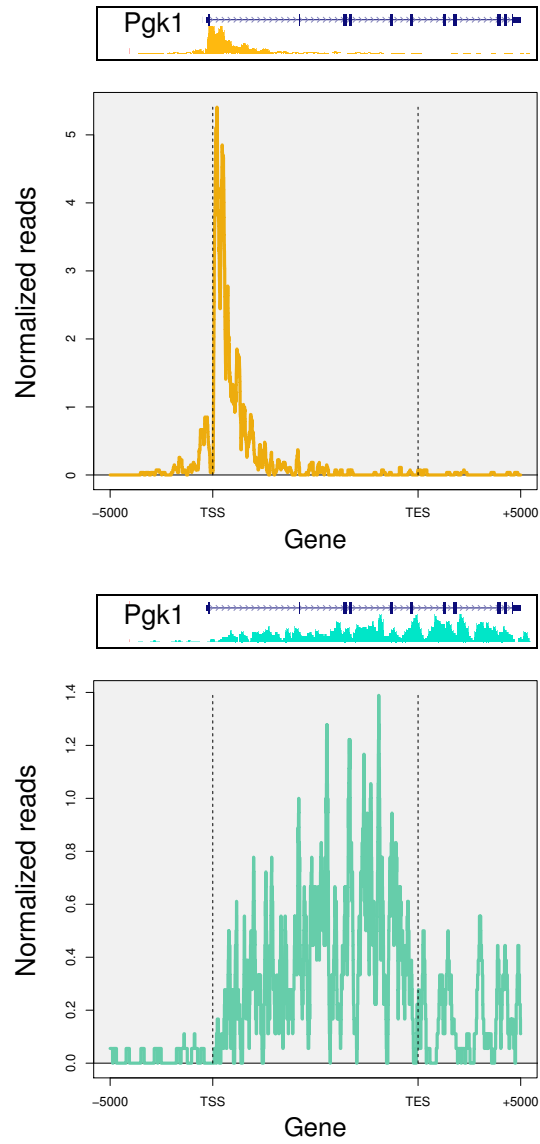 Pgk1
5
4
3
2
1
0
Normalized reads
−5000 TSS TES +5000
Gene
Pgk1
1.4
1.2
1.0
0.8
0.6
0.4
0.2
0.0
Normalized reads
−5000 TSS TES +5000
Gene